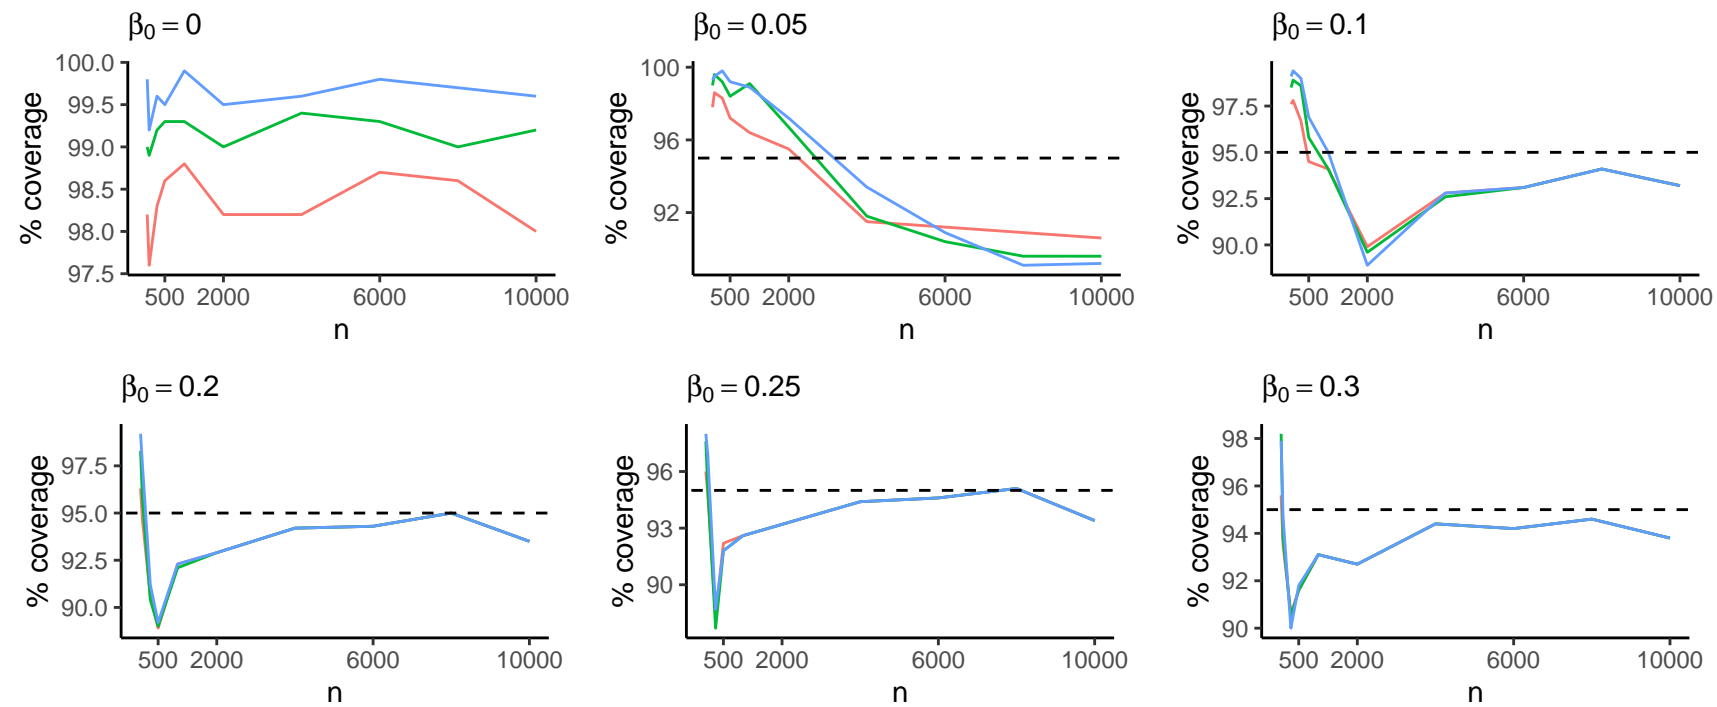 β0 = 0
% coverage
100.0
99.5
99.0
98.5
98.0
97.5
500 2000 6000 10000
n
β0 = 0.05
% coverage
100
96
92
500 2000 6000 10000
n
β0 = 0.1
% coverage
97.5
95.0
92.5
90.0
500 2000 6000 10000
n
β0 = 0.2
% coverage
97.5
95.0
92.5
90.0
500 2000 6000 10000
n
β0 = 0.25
% coverage
96
93
90
500 2000 6000 10000
n
β0 = 0.3
% coverage
98
96
94
92
90
500 2000 6000 10000
n